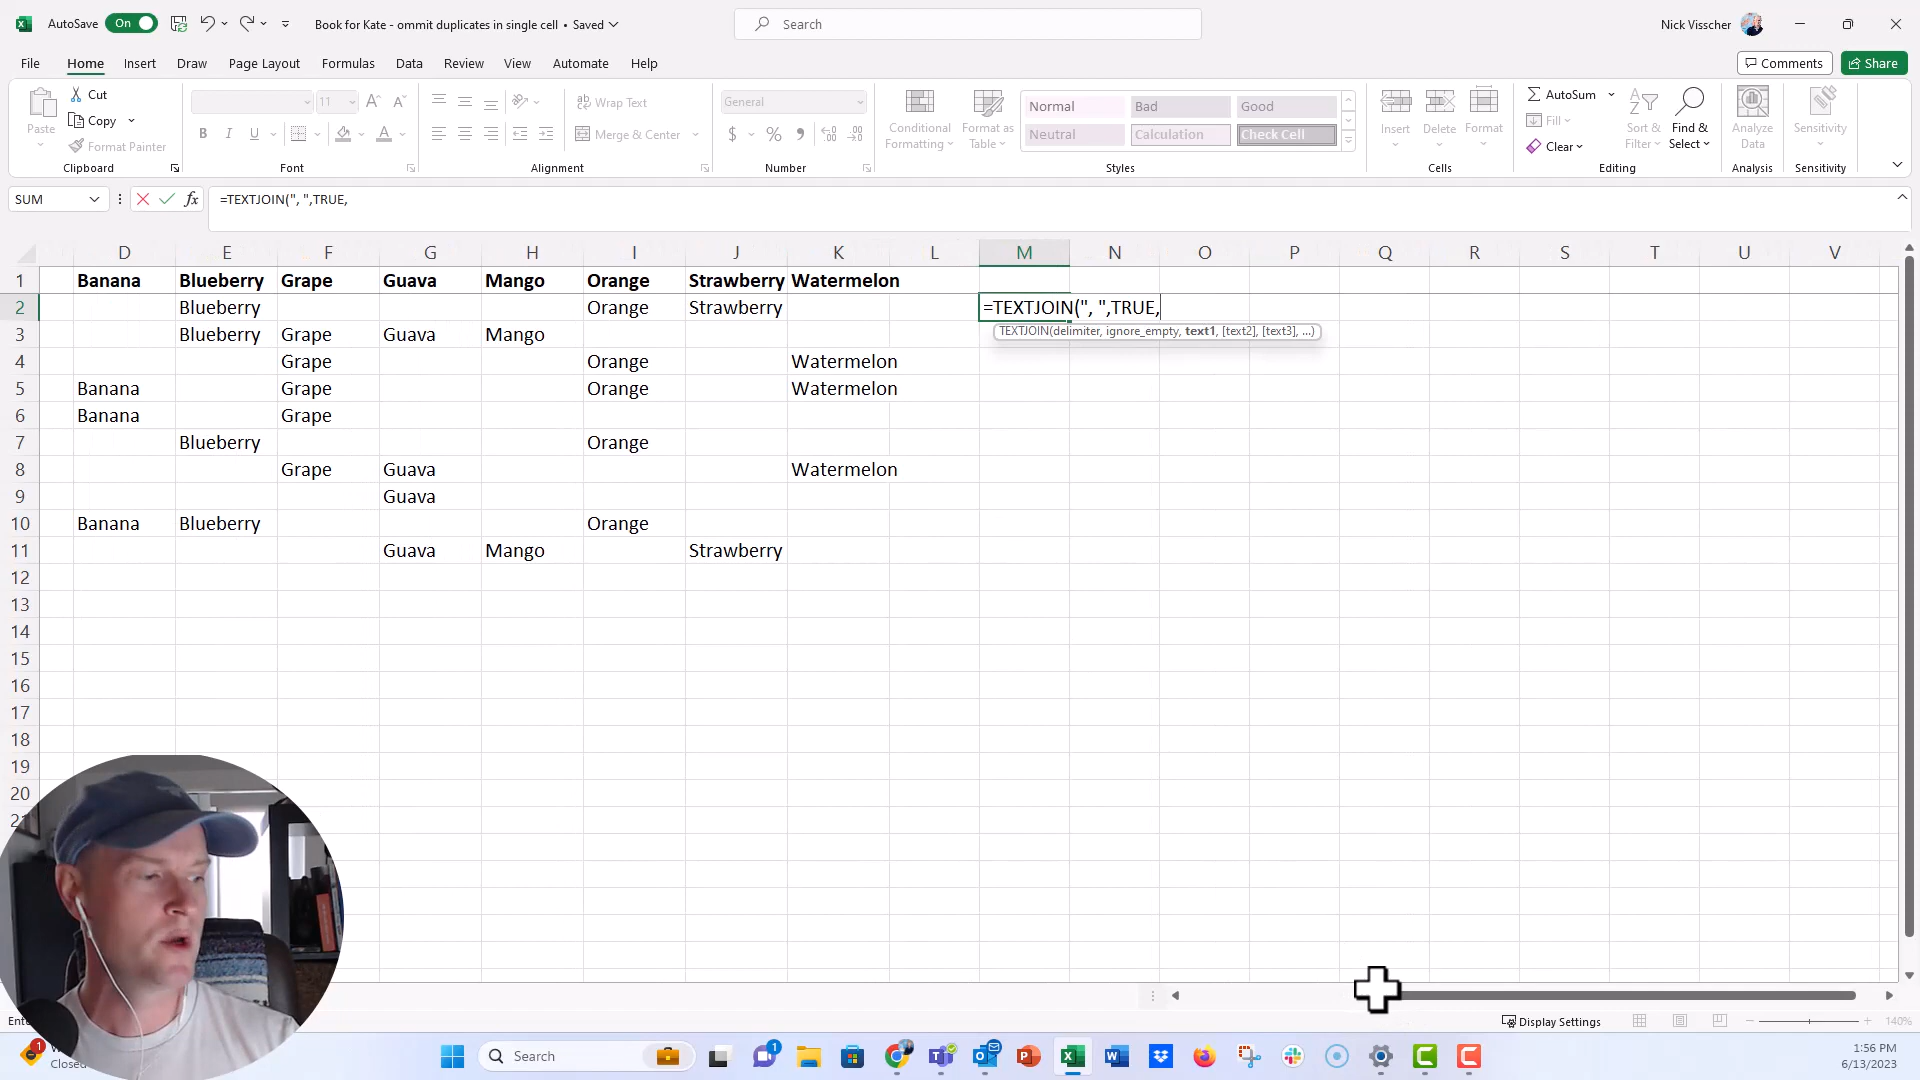 AutoSave On Book for Kate - ommit duplicates in single cell • Saved Search Nick Visscher
File Home Insert Draw Page Layout Formulas Data Review View Automate Help Comments Share
Paste Cut Copy Format Painter Clipboard
11 B I U A Font
Wrap Text Merge & Center Alignment
General $ % Number
Conditional Formatting Format as Table Normal Bad Good Neutral Calculation Check Cell Styles
Insert Delete Format Cells
AutoSum Fill Clear Sort & Filter Find & Select Editing
Analyze Data Analysis
Sensitivity Sensitivity
SUM fx =TEXTJOIN(", ",TRUE,
D E F G H I J K L M N O P Q R S T U V
1 Banana Blueberry Grape Guava Mango Orange Strawberry Watermelon
2 Blueberry Orange Strawberry =TEXTJOIN(", ",TRUE,
TEXTJOIN(delimiter, ignore_empty, text1, [text2], [text3], ...)
3 Blueberry Grape Guava Mango
4 Grape Orange Watermelon
5 Banana Grape Orange Watermelon
6 Banana Grape
7 Blueberry Orange
8 Grape Guava Watermelon
9 Guava
10 Banana Blueberry Orange
11 Guava Mango Strawberry
12
13
14
15
16
17
18
19
20
Display Settings 140%
1
Closed
Search
1
1:56 PM
6/13/2023